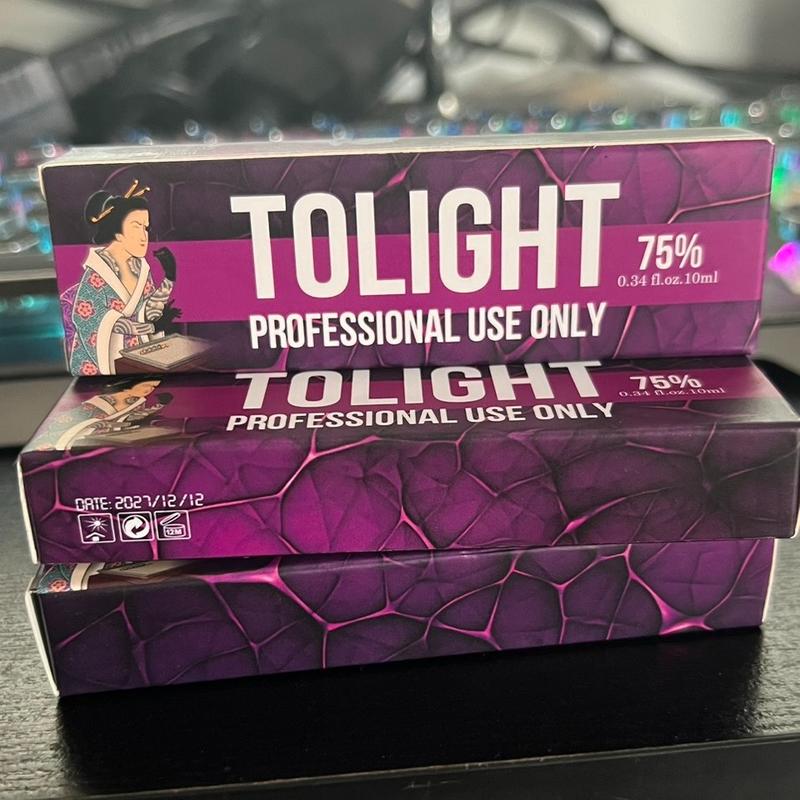 TOLIGHT
75%
0.34 fl.oz.10ml
PROFESSIONAL USE ONLY
TOLIGHT
75%
0.34 fl.oz.10ml
PROFESSIONAL USE ONLY
DATE: 2027/12/12
12M